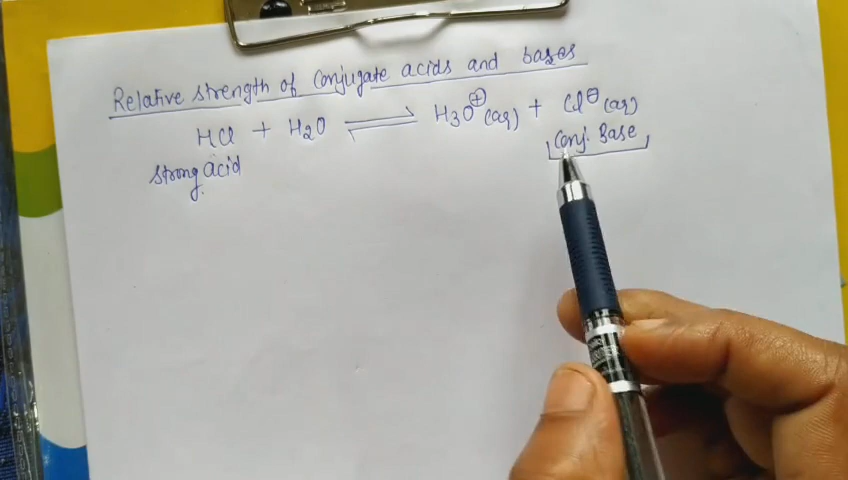 Relative strength of conjugate acids and bases
HCl + H2O ⇌ H3O⊕(aq) + Cl⊖(aq)
strong acid
Conj. Base